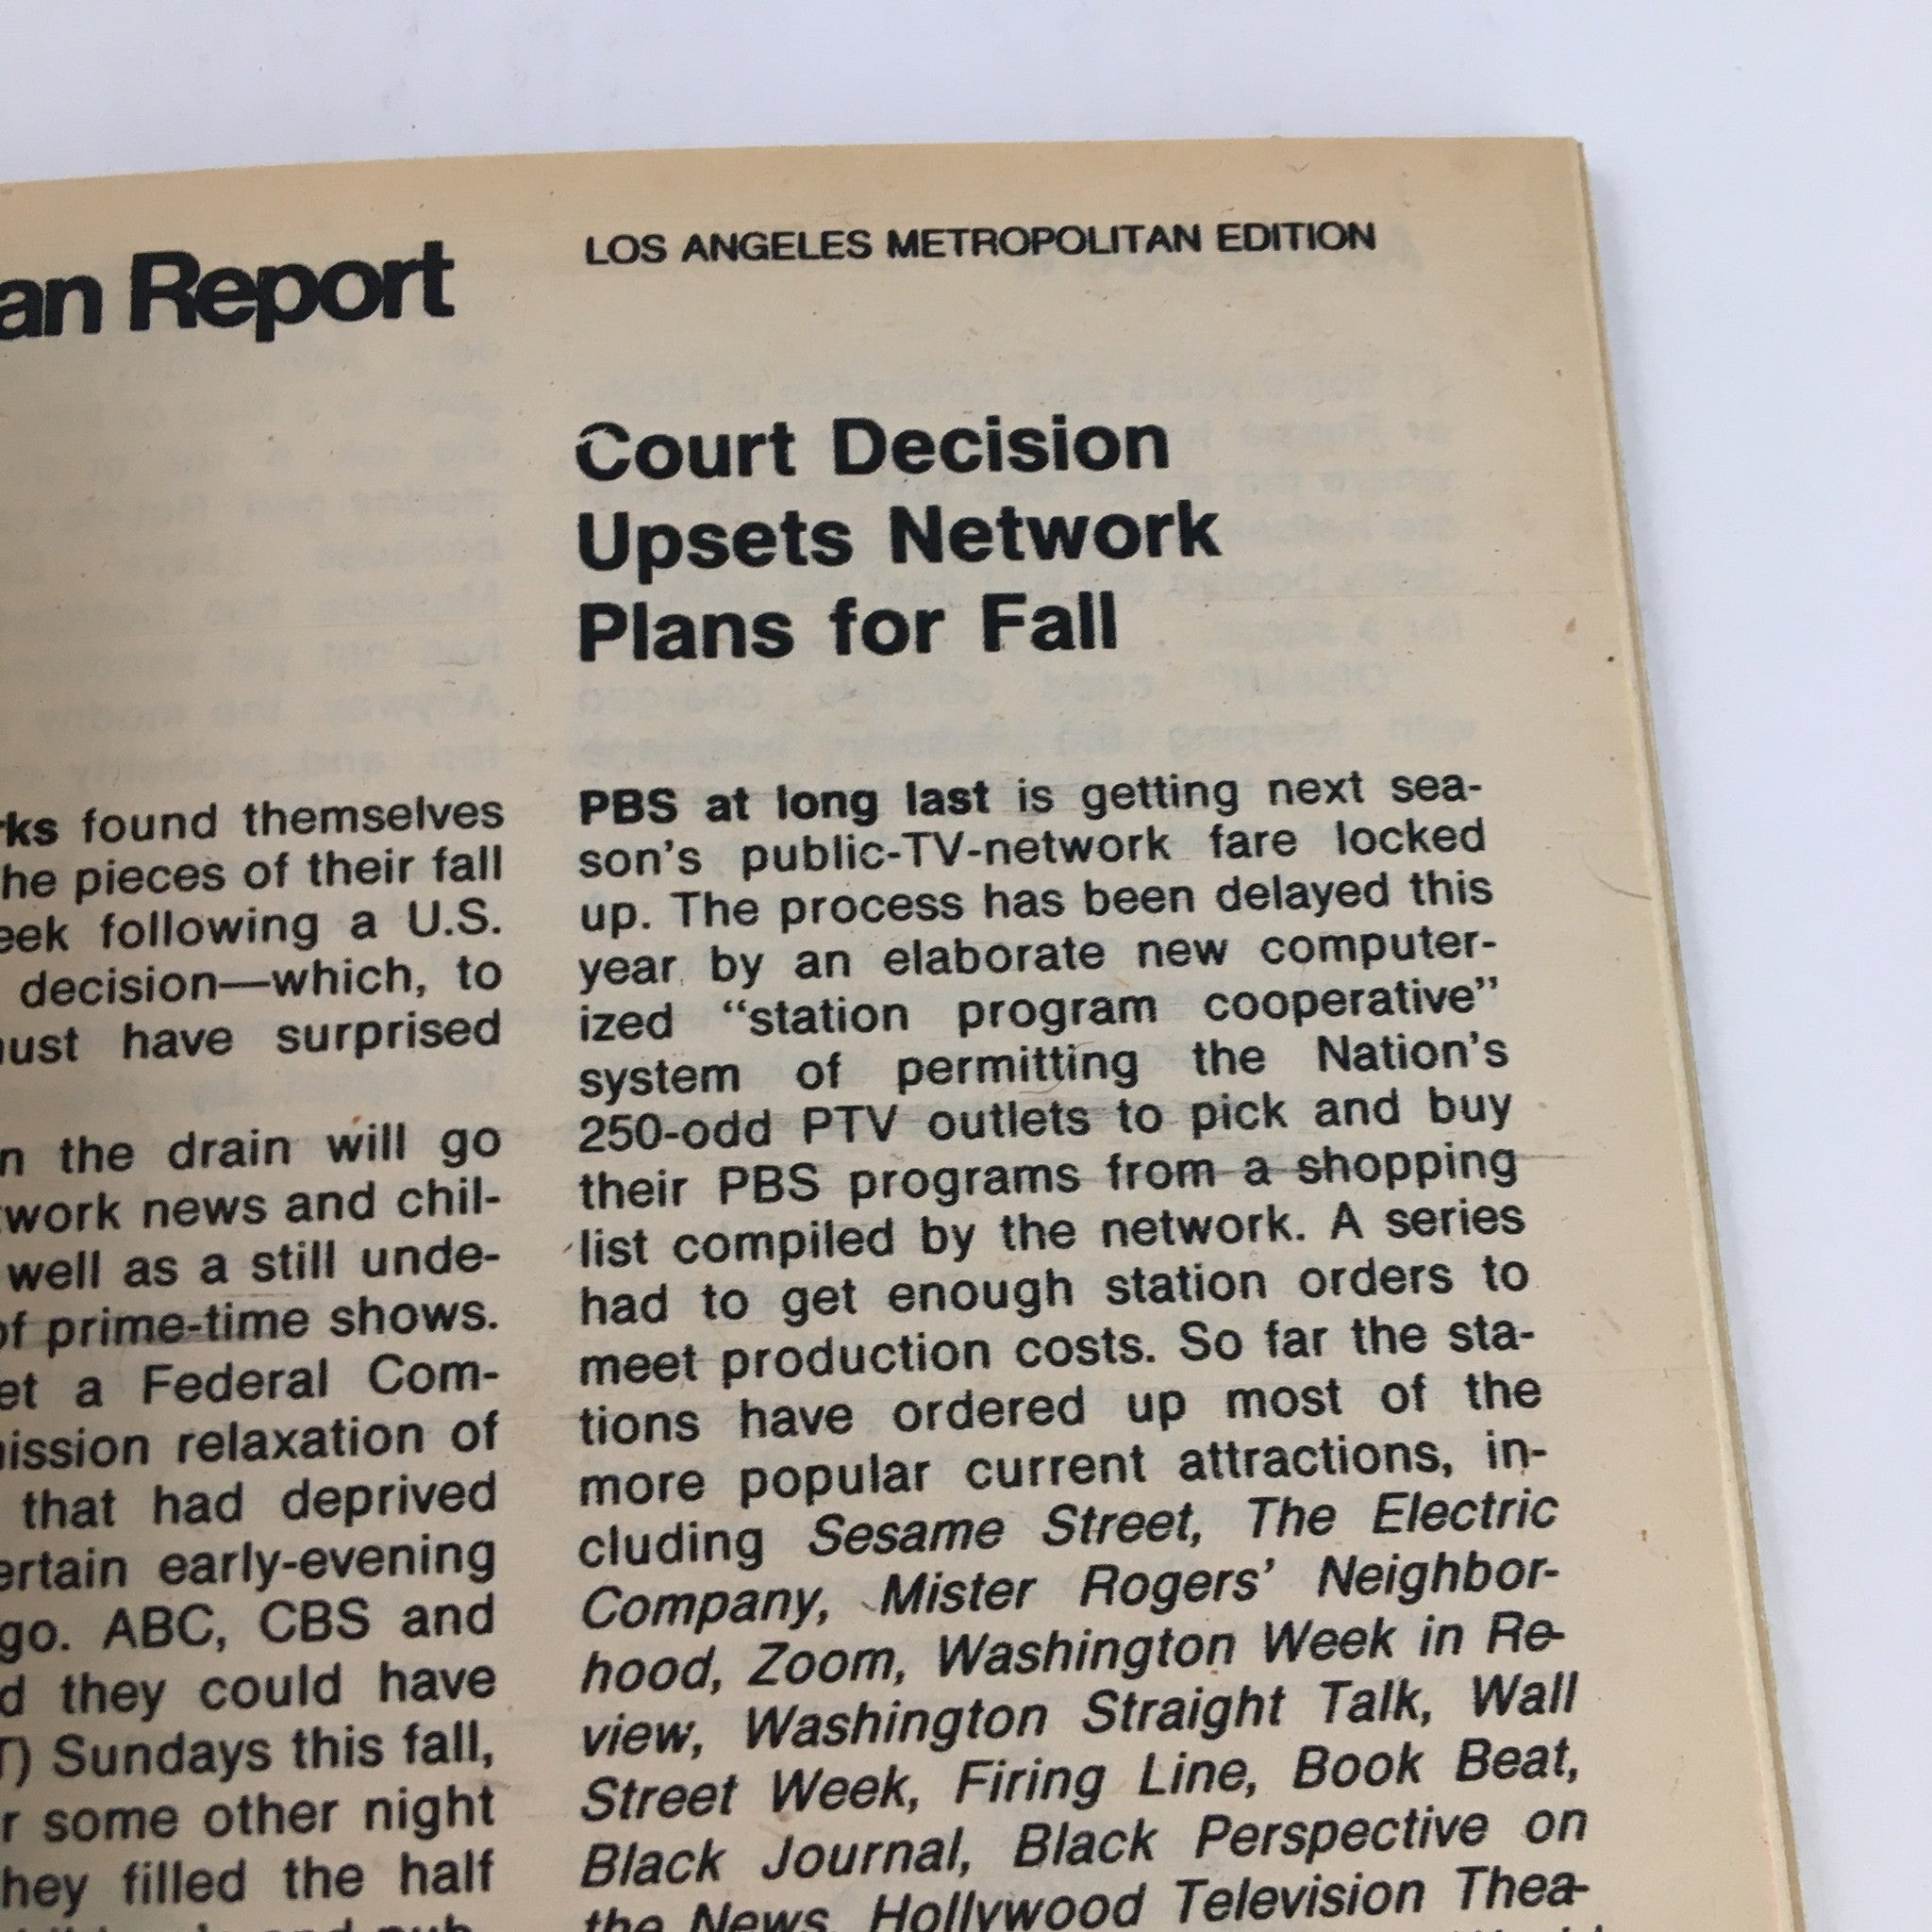 an Report
LOS ANGELES METROPOLITAN EDITION
Court Decision
Upsets Network
Plans for Fall
rks found themselves
he pieces of their fall
eek following a U.S.
decision—which, to
ust have surprised
n the drain will go
work news and chil-
well as a still unde-
of prime-time shows.
et a Federal Com-
ission relaxation of
that had deprived
ertain early-evening
go. ABC, CBS and
d they could have
T) Sundays this fall,
r some other night
hey filled the half
PBS at long last is getting next sea-
son's public-TV-network fare locked
up. The process has been delayed this
year by an elaborate new computer-
ized “station program cooperative”
system of permitting the Nation's
250-odd PTV outlets to pick and buy
their PBS programs from a shopping
list compiled by the network. A series
had to get enough station orders to
meet production costs. So far the sta-
tions have ordered up most of the
more popular current attractions, in-
cluding Sesame Street, The Electric
Company, Mister Rogers' Neighbor-
hood, Zoom, Washington Week in Re-
view, Washington Straight Talk, Wall
Street Week, Firing Line, Book Beat,
Black Journal, Black Perspective on
the News, Hollywood Television Thea-